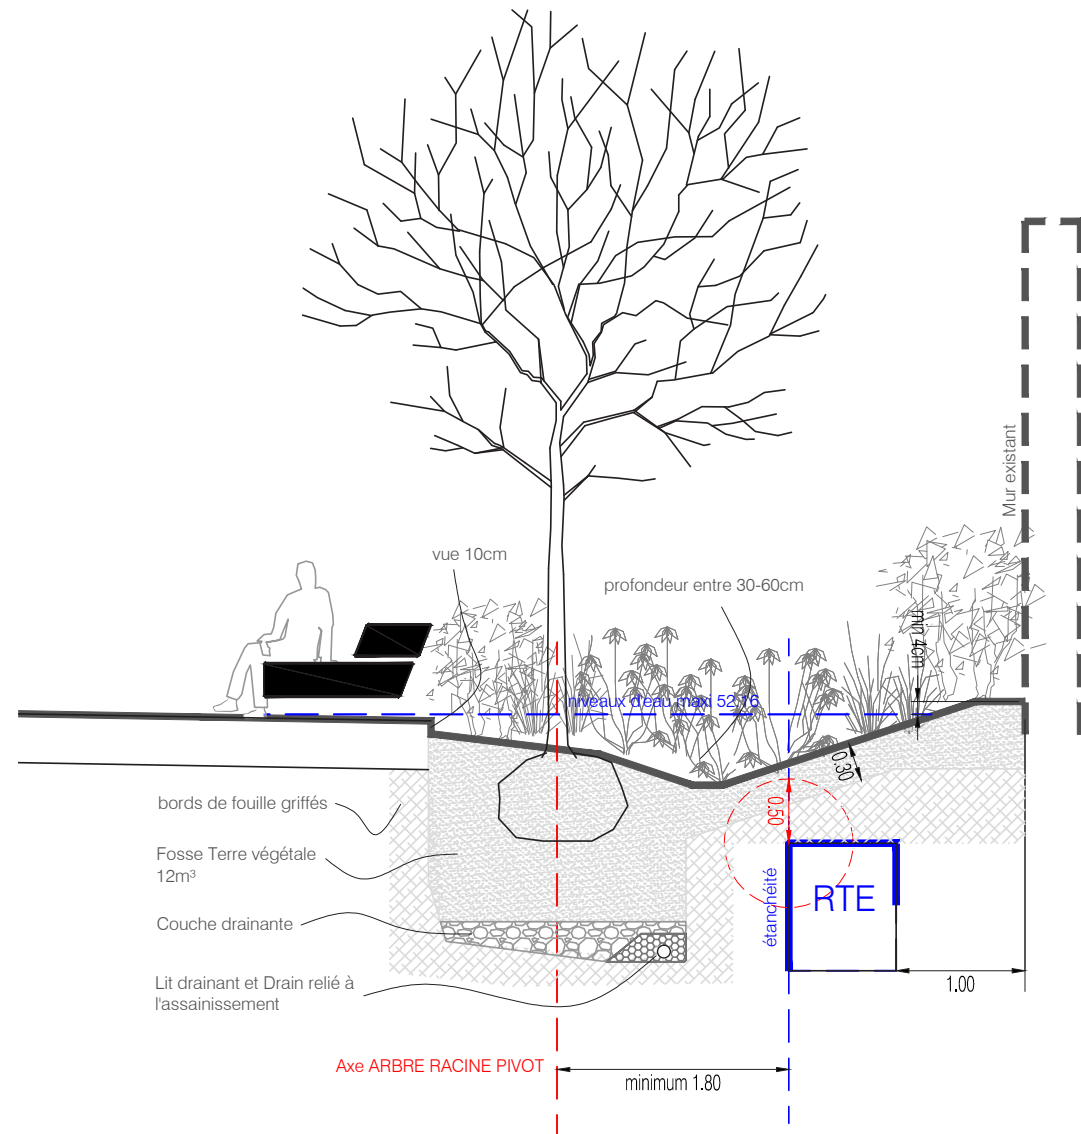 Mur existant
vue 10cm
profondeur entre 30-60cm
min 4cm
niveaux d'eau maxi 52.16
0.30
bords de fouille griffés
0.50
Fosse Terre végétale
12m³
étanchéité
RTE
Couche drainante
Lit drainant et Drain relié à
l'assainissement
1.00
Axe ARBRE RACINE PIVOT
minimum 1.80